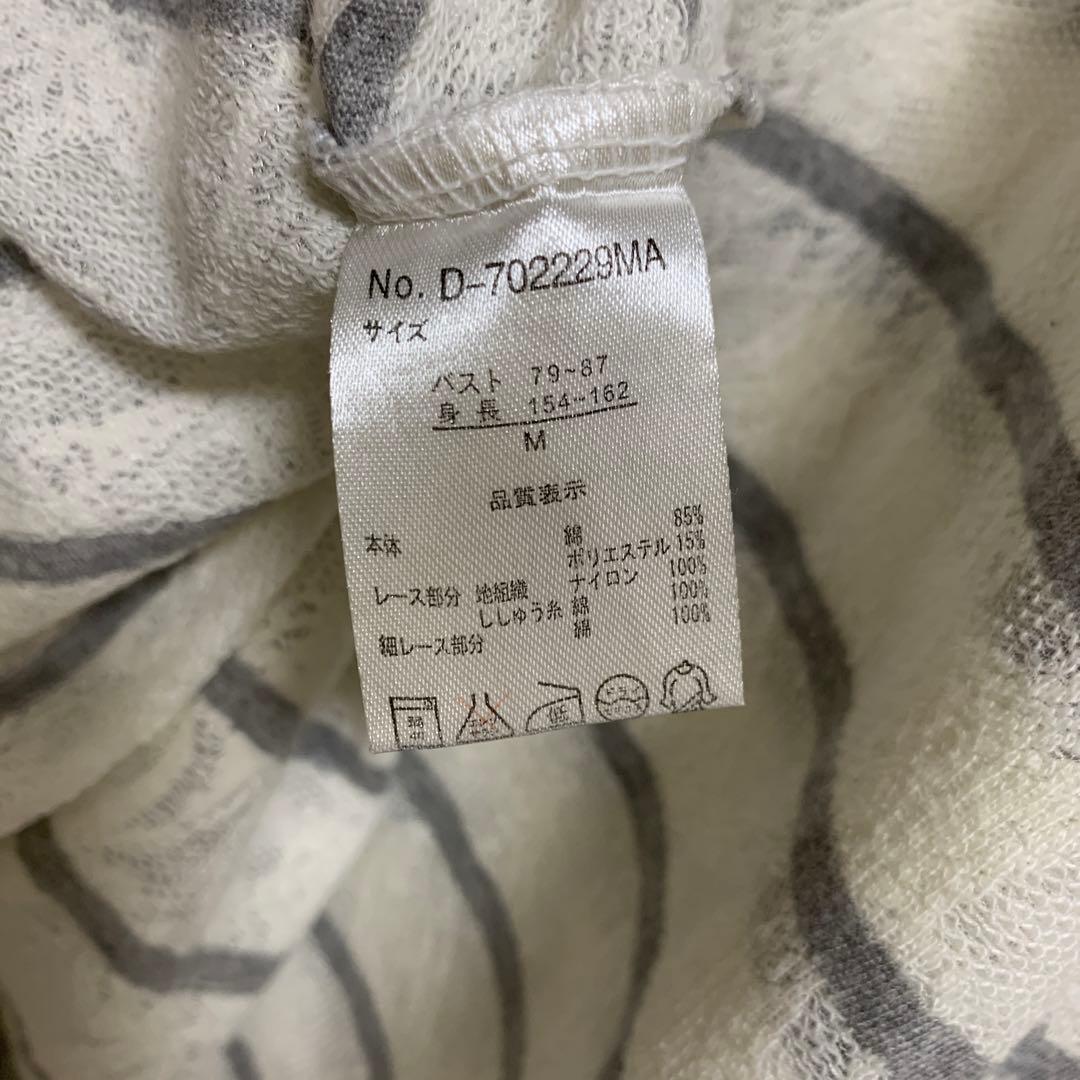 No. D-702229MA
サイズ
バスト 79~87
身長 154-162
M
品質表示
本体 綿 85%
ポリエステル 15%
レース部分 地組織 ナイロン 100%
ししゅう糸 綿 100%
細レース部分 綿 100%
低